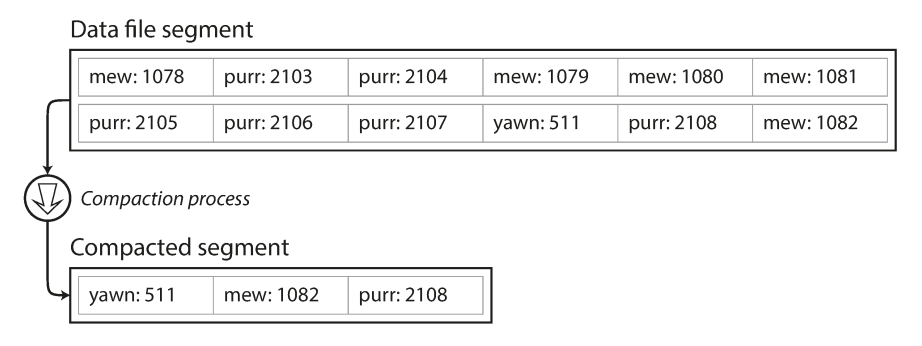 Data file segment
mew: 1078 purr: 2103 purr: 2104 mew: 1079 mew: 1080 mew: 1081
purr: 2105 purr: 2106 purr: 2107 yawn: 511 purr: 2108 mew: 1082
Compaction process
Compacted segment
yawn: 511 mew: 1082 purr: 2108